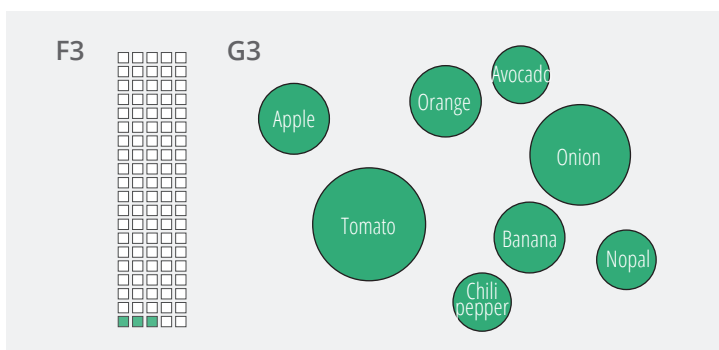 F3
G3
Avocado
Orange
Apple
Onion
Tomato
Banana
Nopal
Chili
pepper